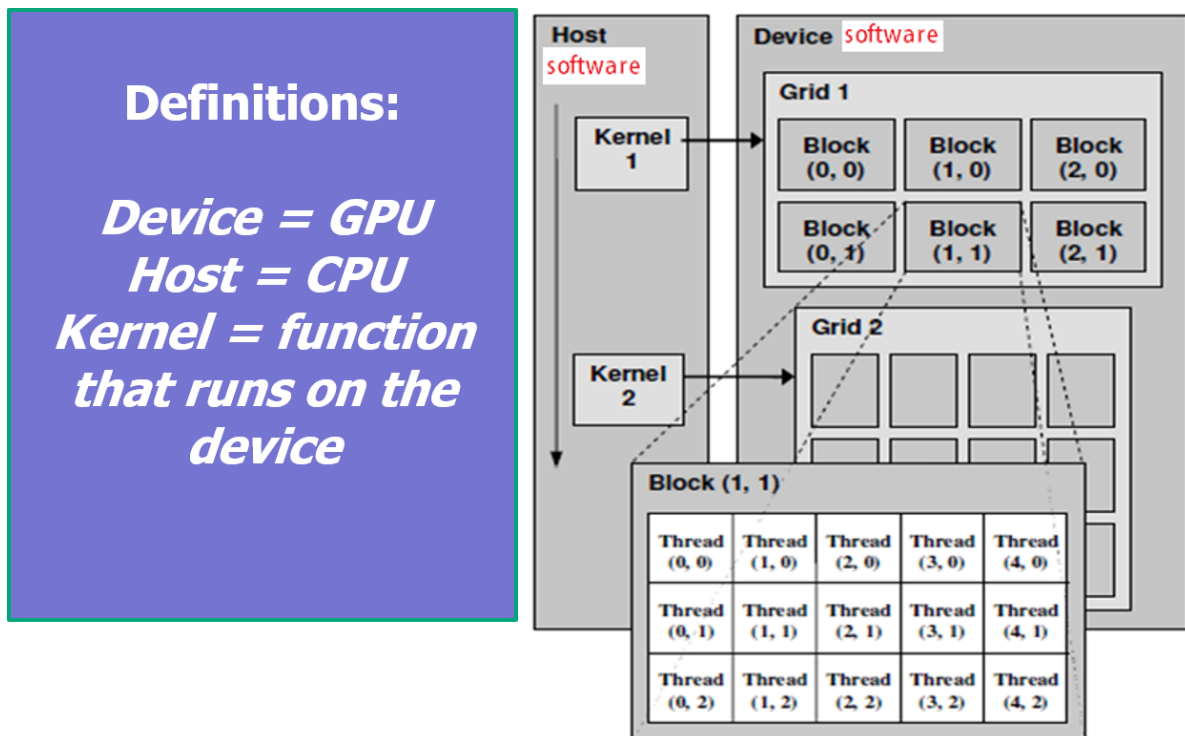 Definitions:
Device = GPU
Host = CPU
Kernel = function
that runs on the
device
Host
software
Device software
Grid 1
Kernel
1
Block
(0, 0)
Block
(1, 0)
Block
(2, 0)
Block
(0, 1)
Block
(1, 1)
Block
(2, 1)
Grid 2
Kernel
2
Block (1, 1)
Thread
(0, 0)
Thread
(1, 0)
Thread
(2, 0)
Thread
(3, 0)
Thread
(4, 0)
Thread
(0, 1)
Thread
(1, 1)
Thread
(2, 1)
Thread
(3, 1)
Thread
(4, 1)
Thread
(0, 2)
Thread
(1, 2)
Thread
(2, 2)
Thread
(3, 2)
Thread
(4, 2)